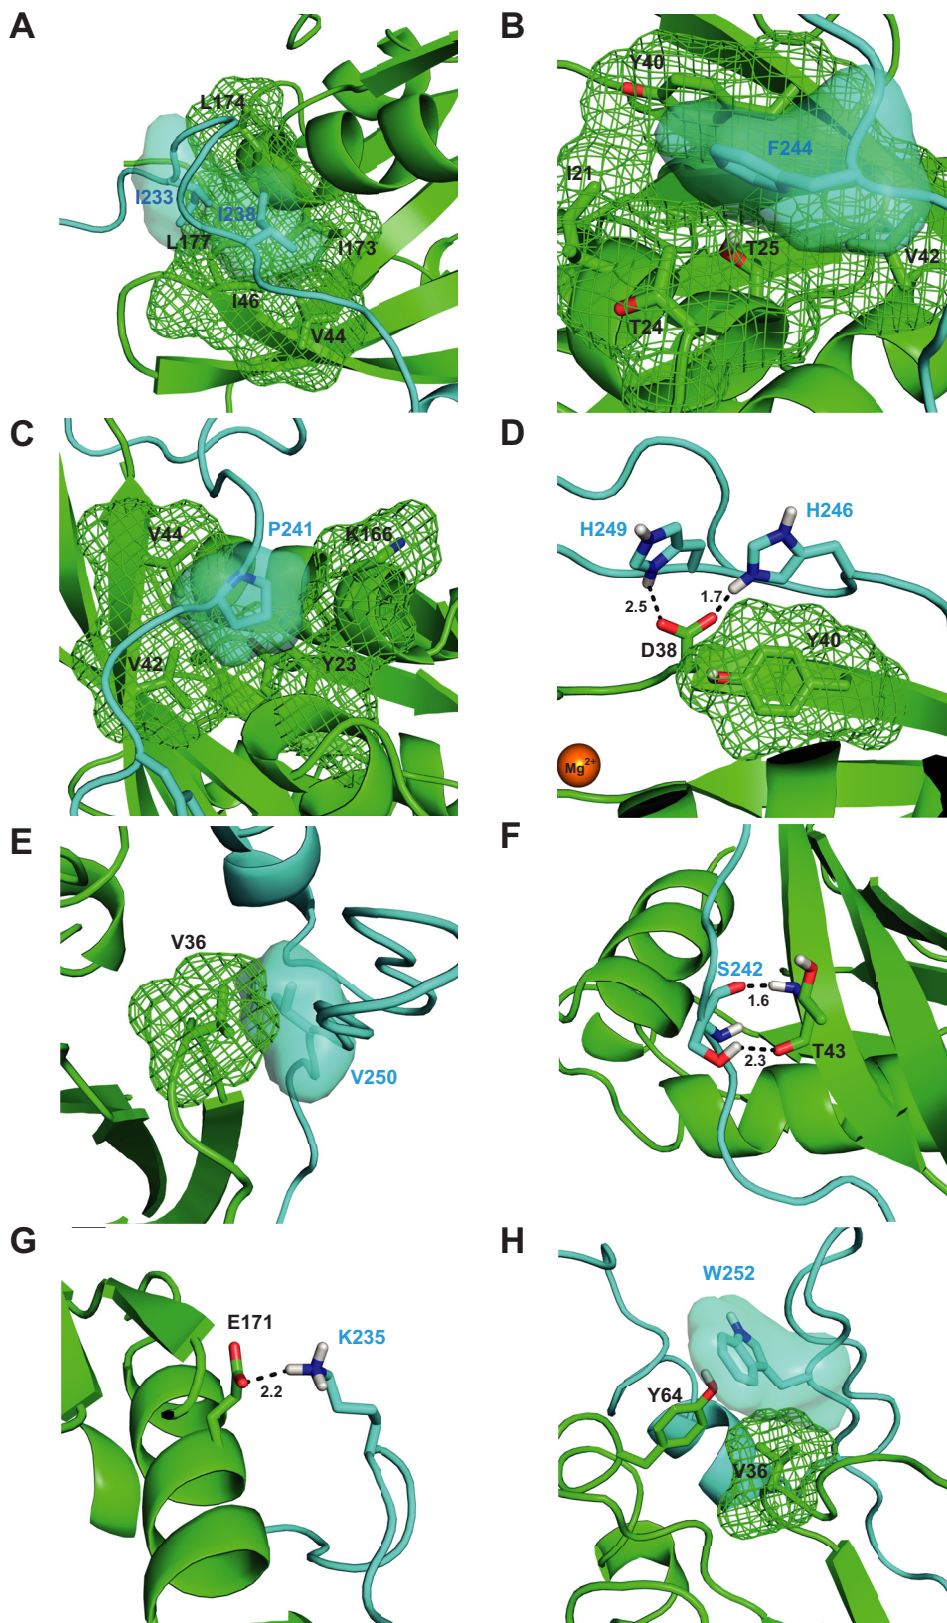 A
L174
I233
I238
L177
I173
I46
V44
B
Y40
F244
I21
T25
V42
T24
C
P241
V44
K166
V42
Y23
D
H249
H246
2.5
1.7
D38
Y40
Mg²⁺
E
V36
V250
F
S242
1.6
T43
2.3
G
E171
K235
2.2
H
W252
Y64
V36